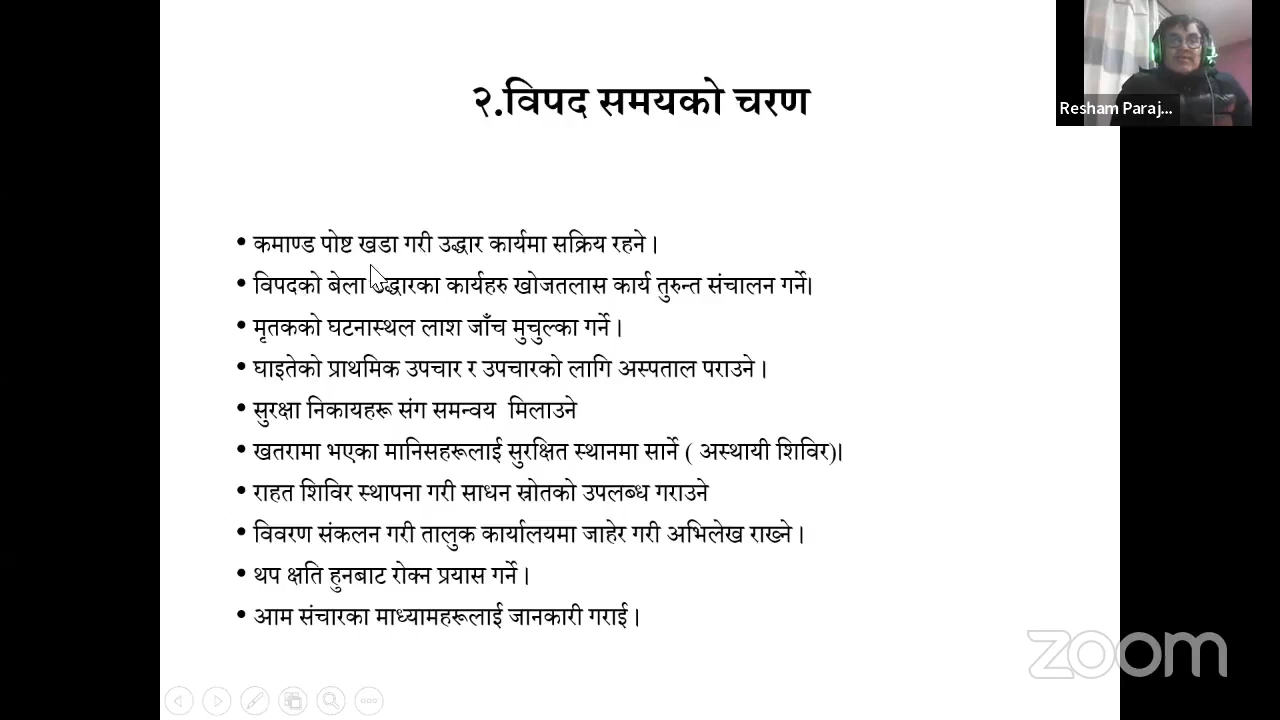 २.विपद समयको चरण
Resham Paraj...
• कमाण्ड पोष्ट खडा गरी उद्धार कार्यमा सक्रिय रहने ।
• विपदको बेला उद्धारका कार्यहरु खोजतलास कार्य तुरुन्त संचालन गर्ने।
• मृतकको घटनास्थल लाश जाँच मुचुल्का गर्ने ।
• घाइतेको प्राथमिक उपचार र उपचारको लागि अस्पताल पराउने ।
• सुरक्षा निकायहरू संग समन्वय मिलाउने
• खतरामा भएका मानिसहरूलाई सुरक्षित स्थानमा सार्ने ( अस्थायी शिविर)।
• राहत शिविर स्थापना गरी साधन स्रोतको उपलब्ध गराउने
• विवरण संकलन गरी तालुक कार्यालयमा जाहेर गरी अभिलेख राख्ने ।
• थप क्षति हुनबाट रोक्न प्रयास गर्ने ।
• आम संचारका माध्यामहरूलाई जानकारी गराई ।
zoom